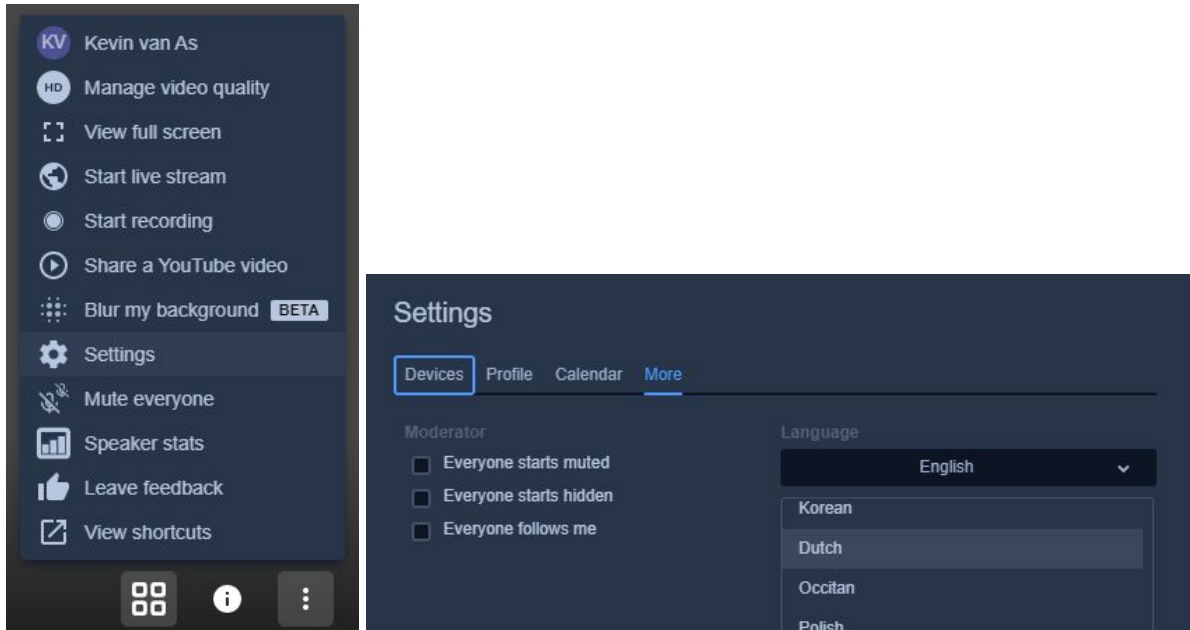 KV Kevin van As
HD Manage video quality
View full screen
Start live stream
Start recording
Share a YouTube video
Blur my background BETA
Settings
Mute everyone
Speaker stats
Leave feedback
View shortcuts
Settings
Devices Profile Calendar More
Moderator
Everyone starts muted
Everyone starts hidden
Everyone follows me
Language
English
Korean
Dutch
Occitan
Polish